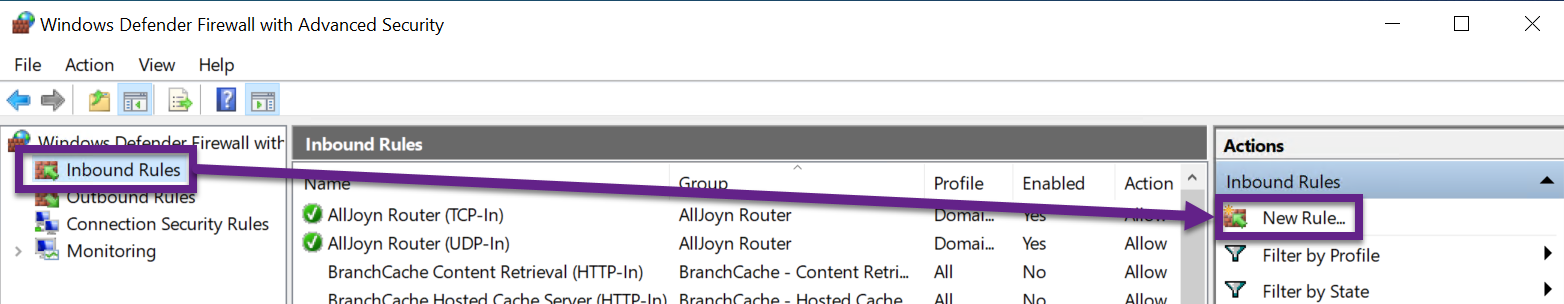 Windows Defender Firewall with Advanced Security
File Action View Help
Windows Defender Firewall with
Inbound Rules
Outbound Rules
Connection Security Rules
Monitoring
Inbound Rules
Name Group Profile Enabled Action
AllJoyn Router (TCP-In) AllJoyn Router Domai... Yes Allow
AllJoyn Router (UDP-In) AllJoyn Router Domai... Yes Allow
BranchCache Content Retrieval (HTTP-In) BranchCache - Content Retri... All No Allow
BranchCache Hosted Cache Server (HTTP-In) BranchCache - Hosted Cache All No Allow
Actions
Inbound Rules
New Rule...
Filter by Profile
Filter by State